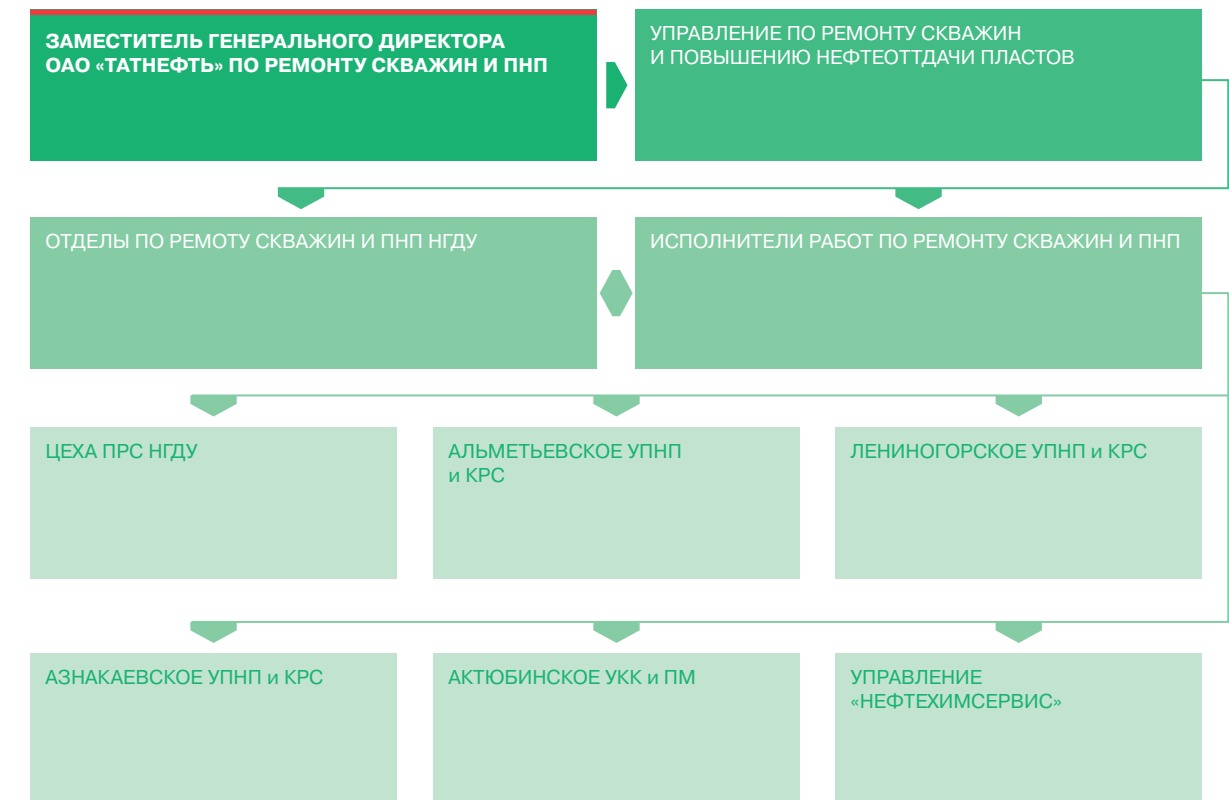 ЗАМЕСТИТЕЛЬ ГЕНЕРАЛЬНОГО ДИРЕКТОРА
ОАО «ТАТНЕФТЬ» ПО РЕМОНТУ СКВАЖИН И ПНП
УПРАВЛЕНИЕ ПО РЕМОНТУ СКВАЖИН
И ПОВЫШЕНИЮ НЕФТЕОТТДАЧИ ПЛАСТОВ
ОТДЕЛЫ ПО РЕМОТУ СКВАЖИН И ПНП НГДУ
ИСПОЛНИТЕЛИ РАБОТ ПО РЕМОНТУ СКВАЖИН И ПНП
ЦЕХА ПРС НГДУ
АЛЬМЕТЬЕВСКОЕ УПНП
и КРС
ЛЕНИНОГОРСКОЕ УПНП и КРС
АЗНАКАЕВСКОЕ УПНП и КРС
АКТЮБИНСКОЕ УКК и ПМ
УПРАВЛЕНИЕ
«НЕФТЕХИМСЕРВИС»